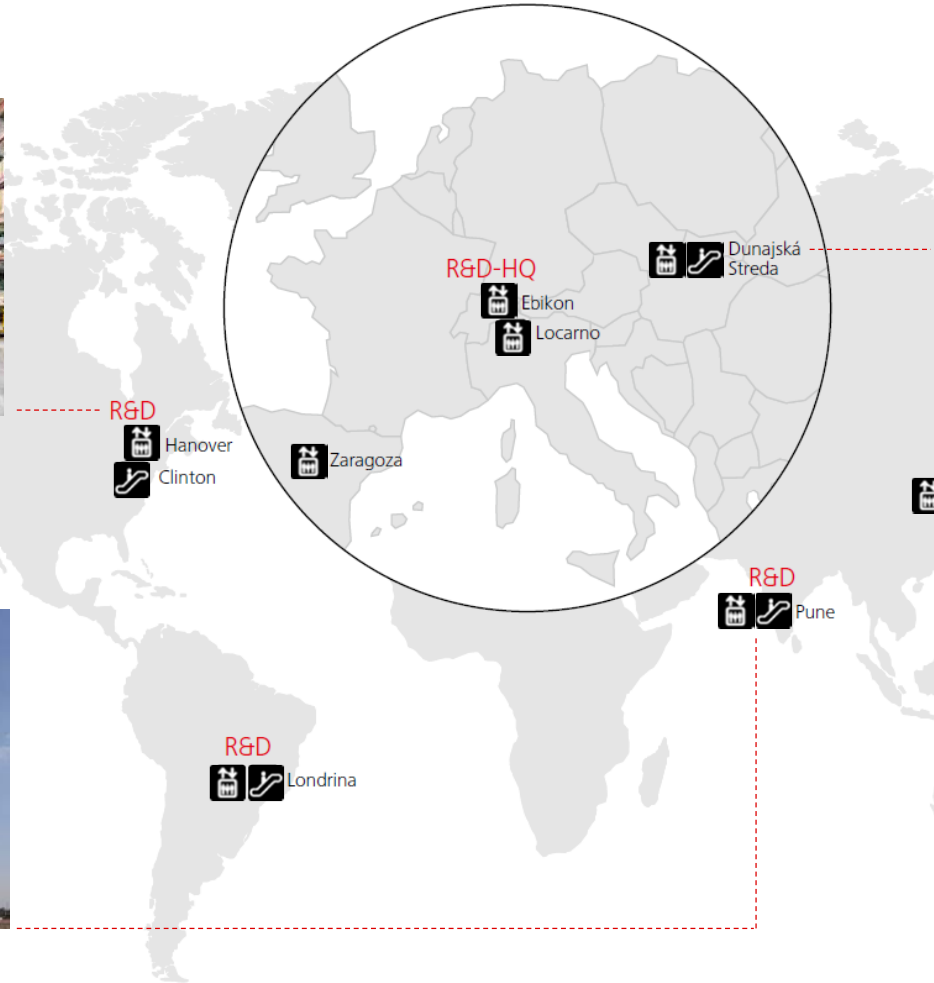 Dunajská
Streda
R&D-HQ
Ebikon
Locarno
R&D
Hanover
Zaragoza
Clinton
R&D
Pune
R&D
Londrina